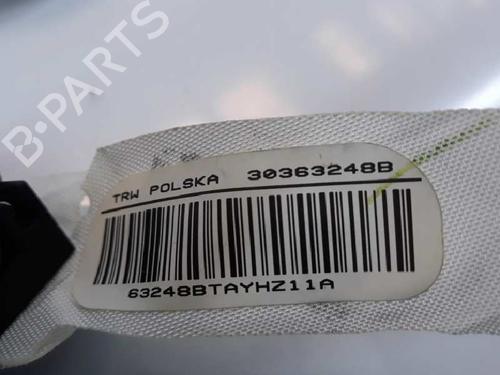 B-PARTS
TRW POLSKA 30363248B
63248BTAYHZ11A